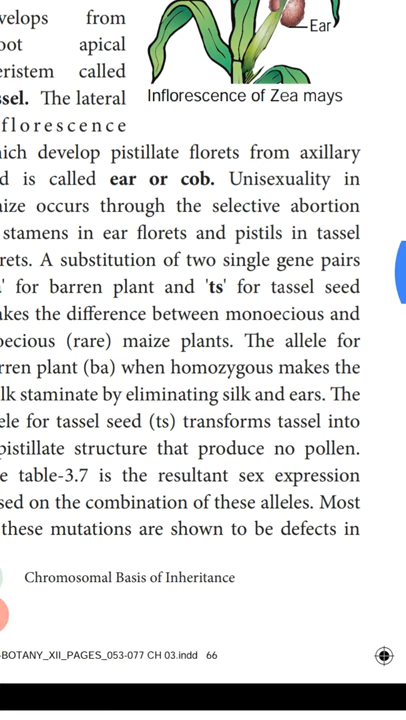 velops from
oot apical
eristem called
ssel. The lateral
florescence
hich develop pistillate florets from axillary
d is called ear or cob. Unisexuality in
aize occurs through the selective abortion
stamens in ear florets and pistils in tassel
rets. A substitution of two single gene pairs
' for barren plant and 'ts' for tassel seed
akes the difference between monoecious and
oecious (rare) maize plants. The allele for
rren plant (ba) when homozygous makes the
lk staminate by eliminating silk and ears. The
ele for tassel seed (ts) transforms tassel into
pistillate structure that produce no pollen.
e table-3.7 is the resultant sex expression
sed on the combination of these alleles. Most
these mutations are shown to be defects in
Ear
Inflorescence of Zea mays
Chromosomal Basis of Inheritance
-BOTANY_XII_PAGES_053-077 CH 03.indd 66